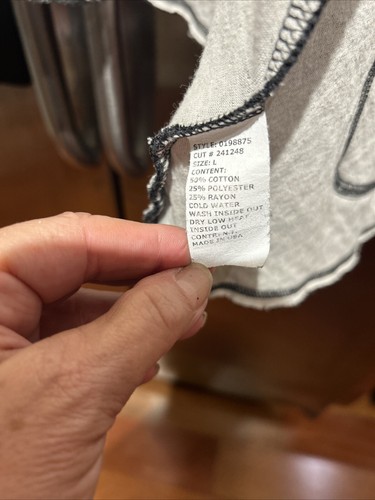 STYLE: 0198875
CUT # 241248
SIZE: L
CONTENT:
50% COTTON
25% POLYESTER
25% RAYON
COLD WATER
WASH INSIDE OUT
DRY LOW HEAT
INSIDE OUT
MADE IN USA